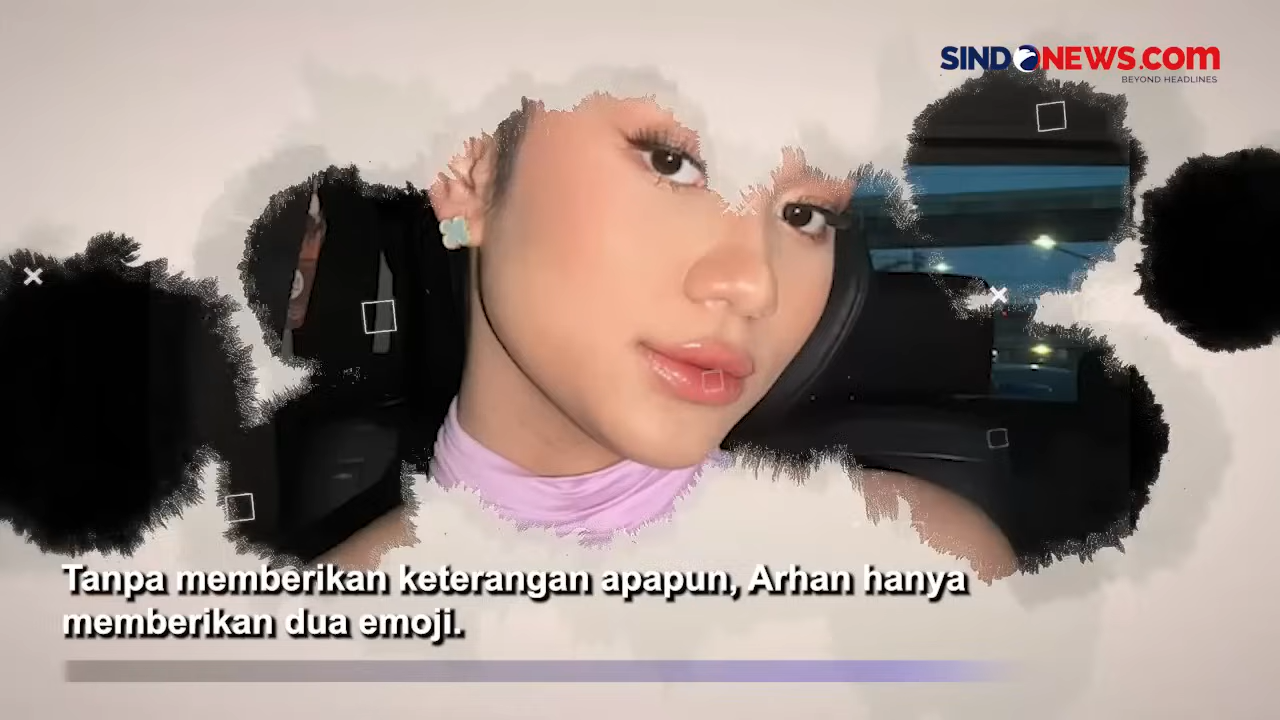 SINDONEWS.COM
BEYOND HEADLINES
Tanpa memberikan keterangan apapun, Arhan hanya
memberikan dua emoji.